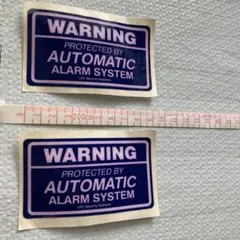 WARNING
PROTECTED BY
AUTOMATIC
ALARM SYSTEM
WARNING
PROTECTED BY
AUTOMATIC
ALARM SYSTEM